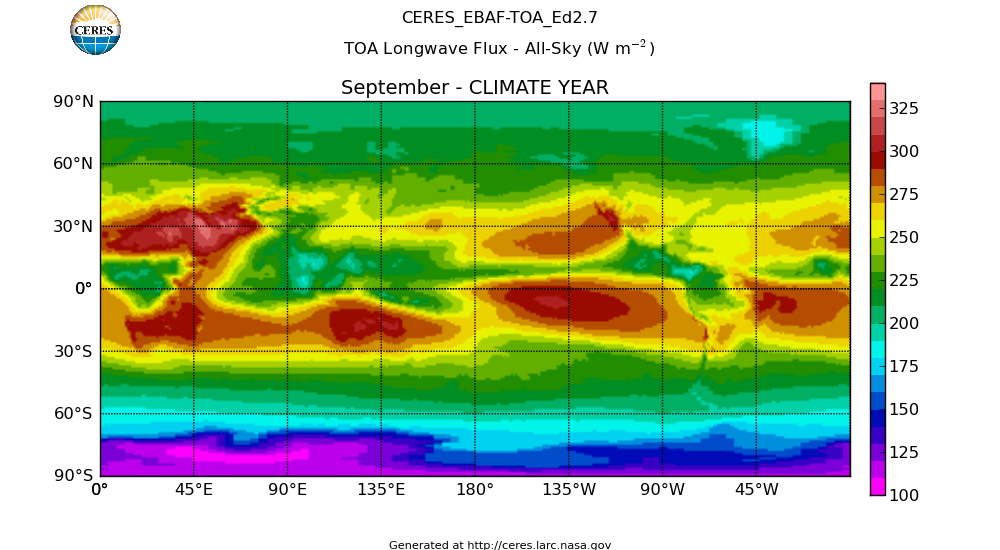 CERES
CERES_EBAF-TOA_Ed2.7
TOA Longwave Flux - All-Sky (W m⁻²)
September - CLIMATE YEAR
90°N
60°N
30°N
0°
30°S
60°S
90°S
0°
45°E
90°E
135°E
180°
135°W
90°W
45°W
325
300
275
250
225
200
175
150
125
100
Generated at http://ceres.larc.nasa.gov